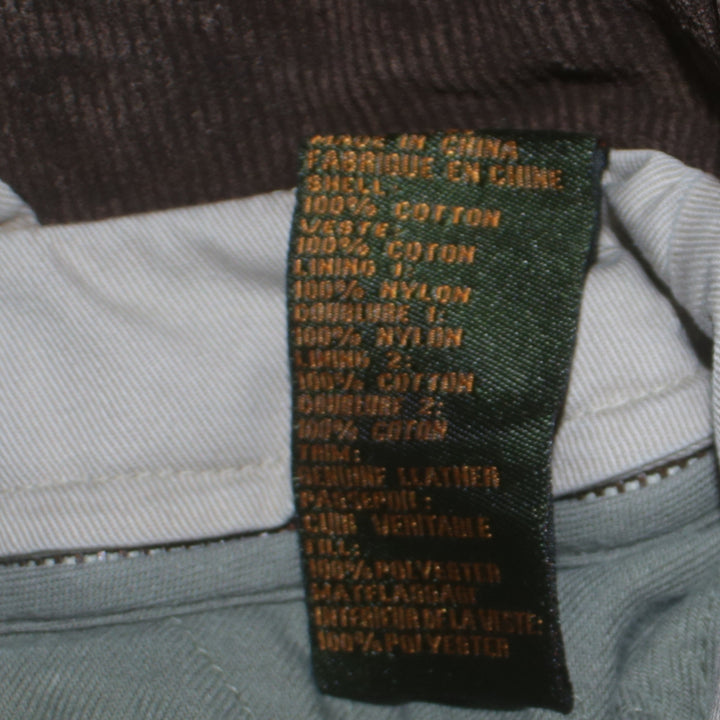 MADE IN CHINA
FABRIQUE EN CHINE
SHELL:
100% COTTON
VESTE:
100% COTON
LINING 1:
100% NYLON
DOUBLURE 1:
100% NYLON
LINING 2:
100% COTTON
DOUBLURE 2:
100% COTON
TRIM:
GENUINE LEATHER
PASSEPOIL:
CUIR VERITABLE
FILL:
100% POLYESTER
MATELASSAGE
INTERIEUR DE LA VESTE:
100% POLYESTER